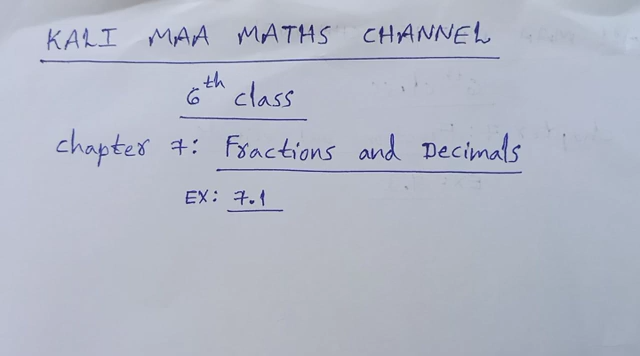 KALI MAA MATHS CHANNEL
6th class
chapter 7: Fractions and Decimals
EX: 7.1